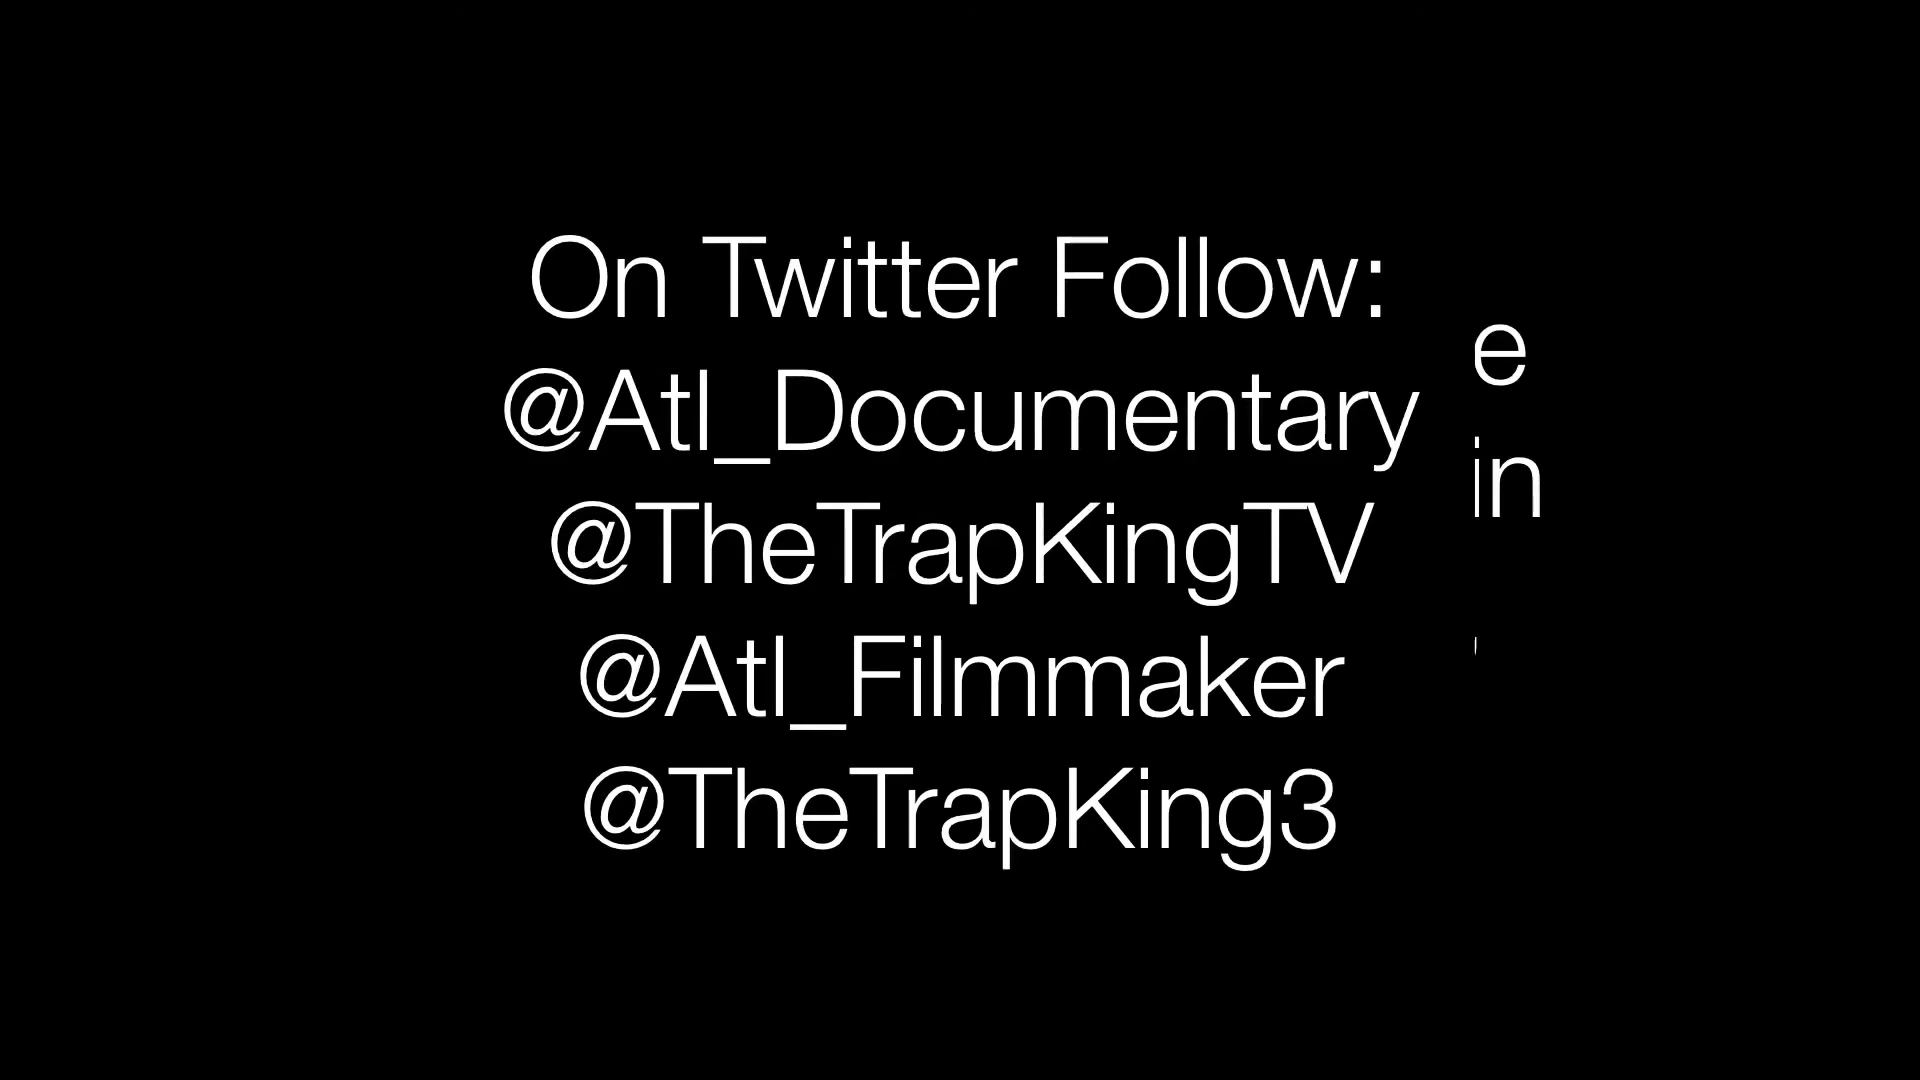 On Twitter Follow:
@Atl_Documentary
@TheTrapKingTV
@Atl_Filmmaker
@TheTrapKing3